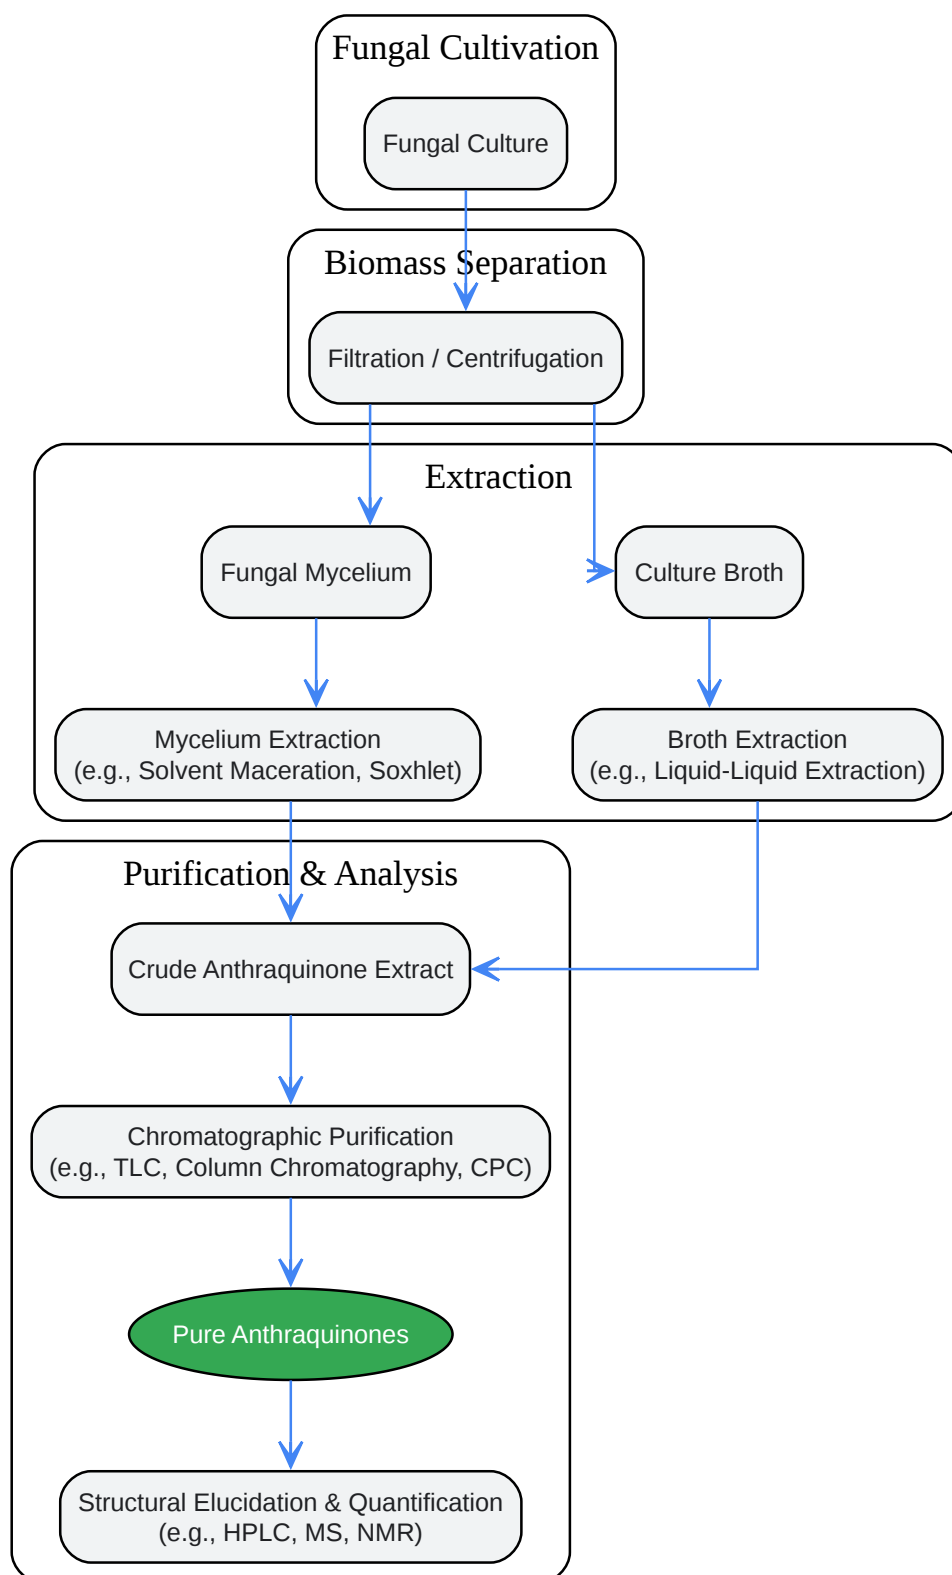 Fungal Cultivation
Fungal Culture
Biomass Separation
Filtration / Centrifugation
Extraction
Fungal Mycelium
Culture Broth
Mycelium Extraction
(e.g., Solvent Maceration, Soxhlet)
Broth Extraction
(e.g., Liquid-Liquid Extraction)
Purification & Analysis
Crude Anthraquinone Extract
Chromatographic Purification
(e.g., TLC, Column Chromatography, CPC)
Pure Anthraquinones
Structural Elucidation & Quantification
(e.g., HPLC, MS, NMR)